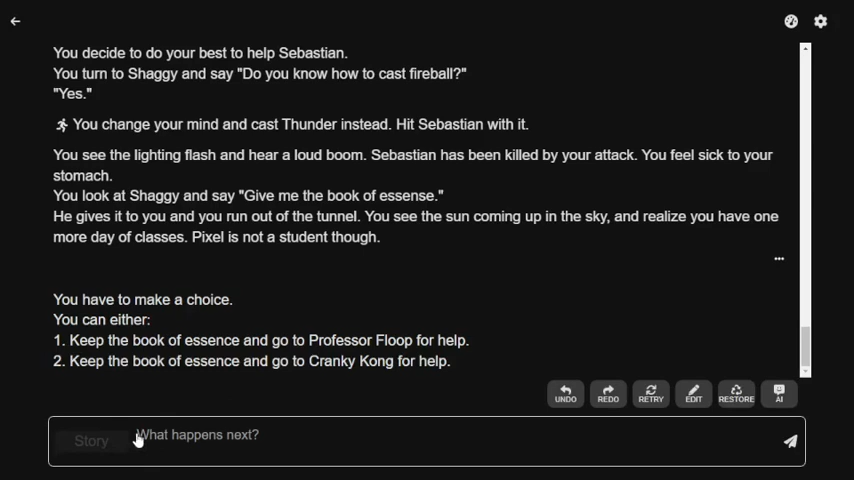 You decide to do your best to help Sebastian.
You turn to Shaggy and say "Do you know how to cast fireball?"
"Yes."
You change your mind and cast Thunder instead. Hit Sebastian with it.
You see the lighting flash and hear a loud boom. Sebastian has been killed by your attack. You feel sick to your
stomach.
You look at Shaggy and say "Give me the book of essense."
He gives it to you and you run out of the tunnel. You see the sun coming up in the sky, and realize you have one
more day of classes. Pixel is not a student though.
You have to make a choice.
You can either:
1. Keep the book of essence and go to Professor Floop for help.
2. Keep the book of essence and go to Cranky Kong for help.
UNDO REDO RETRY EDIT RESTORE AI
Story What happens next?